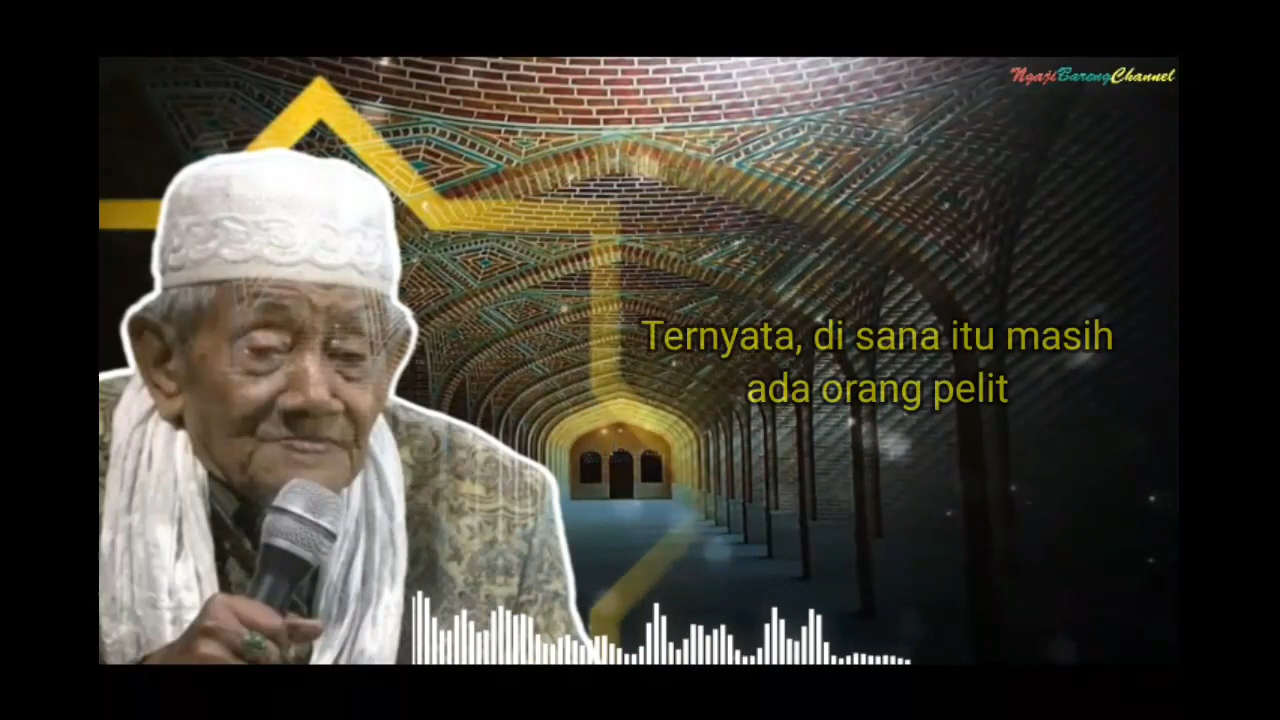 NgajiBarengChannel
Ternyata, di sana itu masih
ada orang pelit